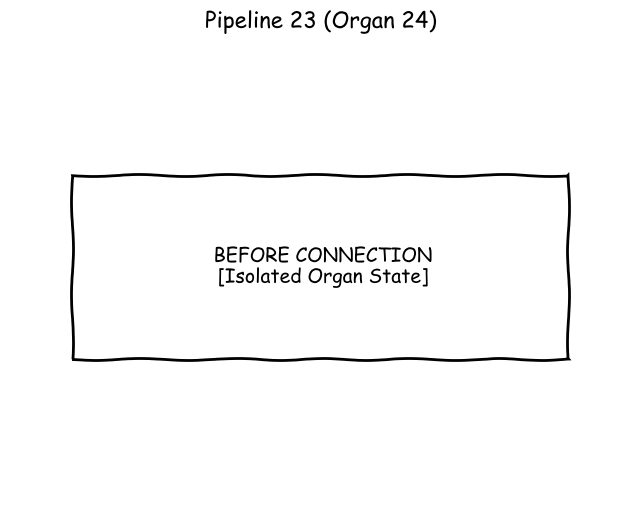 Pipeline 23 (Organ 24)
BEFORE CONNECTION
[Isolated Organ State]